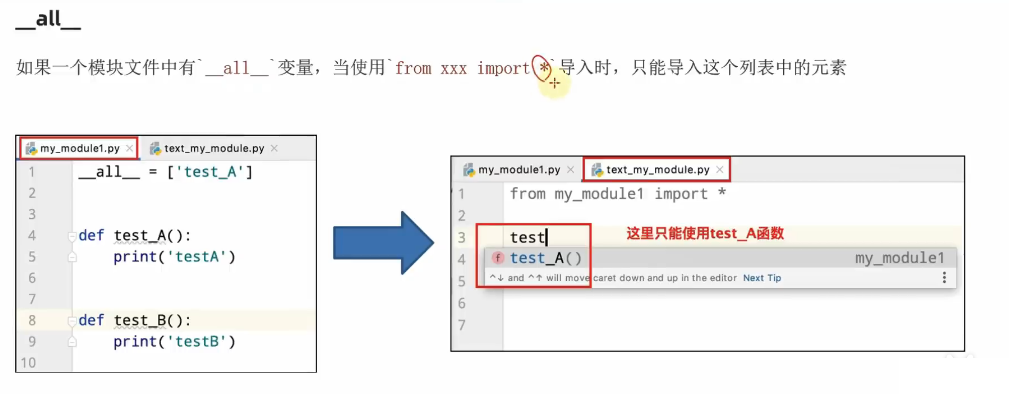 __all__
如果一个模块文件中有`__all__`变量，当使用`from xxx import *`导入时，只能导入这个列表中的元素
my_module1.py × text_my_module.py ×
1 __all__ = ['test_A']
2
3
4 def test_A():
5 print('testA')
6
7
8 def test_B():
9 print('testB')
10
my_module1.py × text_my_module.py ×
1 from my_module1 import *
2
3 test 这里只能使用test_A函数
4 f test_A() my_module1
5 ^↓ and ^↑ will move caret down and up in the editor Next Tip
6
7